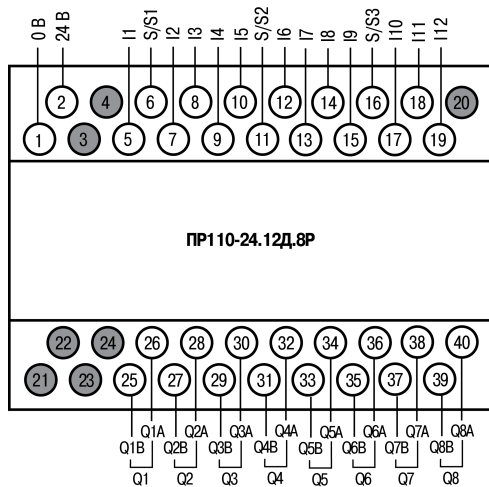 0 В 24 В I1 S/S1 I2 I3 I4 I5 S/S2 I6 I7 I8 I9 S/S3 I10 I11 I12
2 4 6 8 10 12 14 16 18 20
1 3 5 7 9 11 13 15 17 19
ПР110-24.12Д.8Р
22 24 26 28 30 32 34 36 38 40
21 23 25 27 29 31 33 35 37 39
Q1A Q2A Q3A Q4A Q5A Q6A Q7A Q8A
Q1B Q2B Q3B Q4B Q5B Q6B Q7B Q8B
Q1 Q2 Q3 Q4 Q5 Q6 Q7 Q8